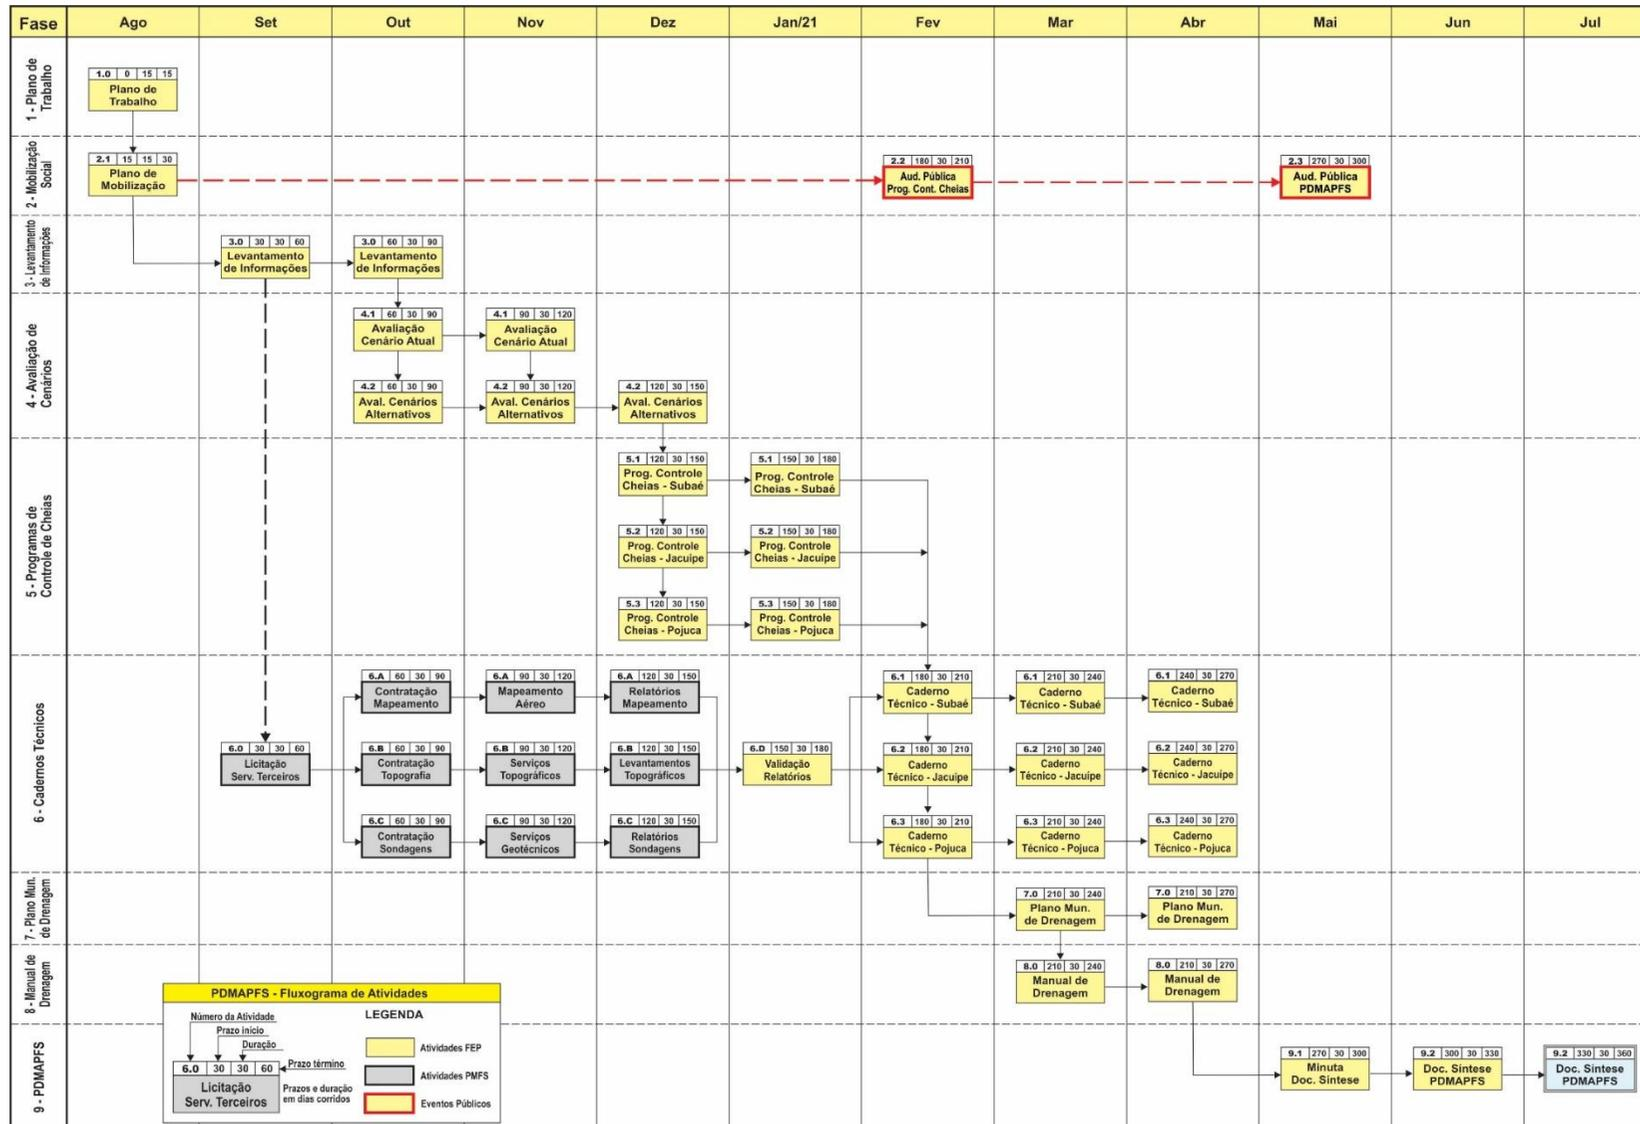 Fase Ago Set Out Nov Dez Jan/21 Fev Mar Abr Mai Jun Jul
1 - Plano de
Trabalho
1.0 0 15 15
Plano de
Trabalho
2 - Mobilização
Social
2.1 15 15 30
Plano de
Mobilização
2.2 180 30 210
Aud. Pública
Prog. Cont. Cheias
2.3 270 30 300
Aud. Pública
PDMAPFS
3 - Levantamento
de Informações
3.0 30 30 60
Levantamento
de Informações
3.0 60 30 90
Levantamento
de Informações
4 - Avaliação de
Cenários
4.1 60 30 90
Avaliação
Cenário Atual
4.1 90 30 120
Avaliação
Cenário Atual
4.2 60 30 90
Aval. Cenários
Alternativos
4.2 90 30 120
Aval. Cenários
Alternativos
4.2 120 30 150
Aval. Cenários
Alternativos
5 - Programas de
Controle de Cheias
5.1 120 30 150
Prog. Controle
Cheias - Subaé
5.1 150 30 180
Prog. Controle
Cheias - Subaé
5.2 120 30 150
Prog. Controle
Cheias - Jacuipe
5.2 150 30 180
Prog. Controle
Cheias - Jacuipe
5.3 120 30 150
Prog. Controle
Cheias - Pojuca
5.3 150 30 180
Prog. Controle
Cheias - Pojuca
6 - Cadernos Técnicos
6.A 60 30 90
Contratação
Mapeamento
6.A 90 30 120
Mapeamento
Aéreo
6.A 120 30 150
Relatórios
Mapeamento
6.1 180 30 210
Caderno
Técnico - Subaé
6.1 210 30 240
Caderno
Técnico - Subaé
6.1 240 30 270
Caderno
Técnico - Subaé
6.0 30 30 60
Licitação
Serv. Terceiros
6.B 60 30 90
Contratação
Topografia
6.B 90 30 120
Serviços
Topográficos
6.B 120 30 150
Levantamentos
Topográficos
6.D 150 30 180
Validação
Relatórios
6.2 180 30 210
Caderno
Técnico - Jacuipe
6.2 210 30 240
Caderno
Técnico - Jacuipe
6.2 240 30 270
Caderno
Técnico - Jacuipe
6.C 60 30 90
Contratação
Sondagens
6.C 90 30 120
Serviços
Geotécnicos
6.C 120 30 150
Relatórios
Sondagens
6.3 180 30 210
Caderno
Técnico - Pojuca
6.3 210 30 240
Caderno
Técnico - Pojuca
6.3 240 30 270
Caderno
Técnico - Pojuca
7 - Plano Mun.
de Drenagem
7.0 210 30 240
Plano Mun.
de Drenagem
7.0 210 30 270
Plano Mun.
de Drenagem
8 - Manual de
Drenagem
8.0 210 30 240
Manual de
Drenagem
8.0 210 30 270
Manual de
Drenagem
9 - PDMAPFS
9.1 270 30 300
Minuta
Doc. Sintese
9.2 300 30 330
Doc. Sintese
PDMAPFS
9.2 330 30 360
Doc. Sintese
PDMAPFS
PDMAPFS - Fluxograma de Atividades
Número da Atividade
Prazo início
Duração
Prazo término
6.0 30 30 60
Licitação
Serv. Terceiros
Prazos e duração
em dias corridos
LEGENDA
Atividades FEP
Atividades PMFS
Eventos Públicos